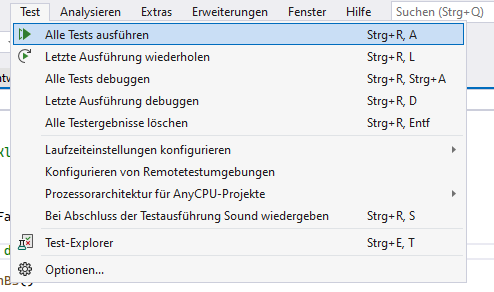 Test Analysieren Extras Erweiterungen Fenster Hilfe Suchen (Strg+Q)
Alle Tests ausführen Strg+R, A
Letzte Ausführung wiederholen Strg+R, L
Alle Tests debuggen Strg+R, Strg+A
Letzte Ausführung debuggen Strg+R, D
Alle Testergebnisse löschen Strg+R, Entf
Laufzeiteinstellungen konfigurieren
Konfigurieren von Remotetestumgebungen
Prozessorarchitektur für AnyCPU-Projekte
Bei Abschluss der Testausführung Sound wiedergeben Strg+R, S
Test-Explorer Strg+E, T
Optionen...